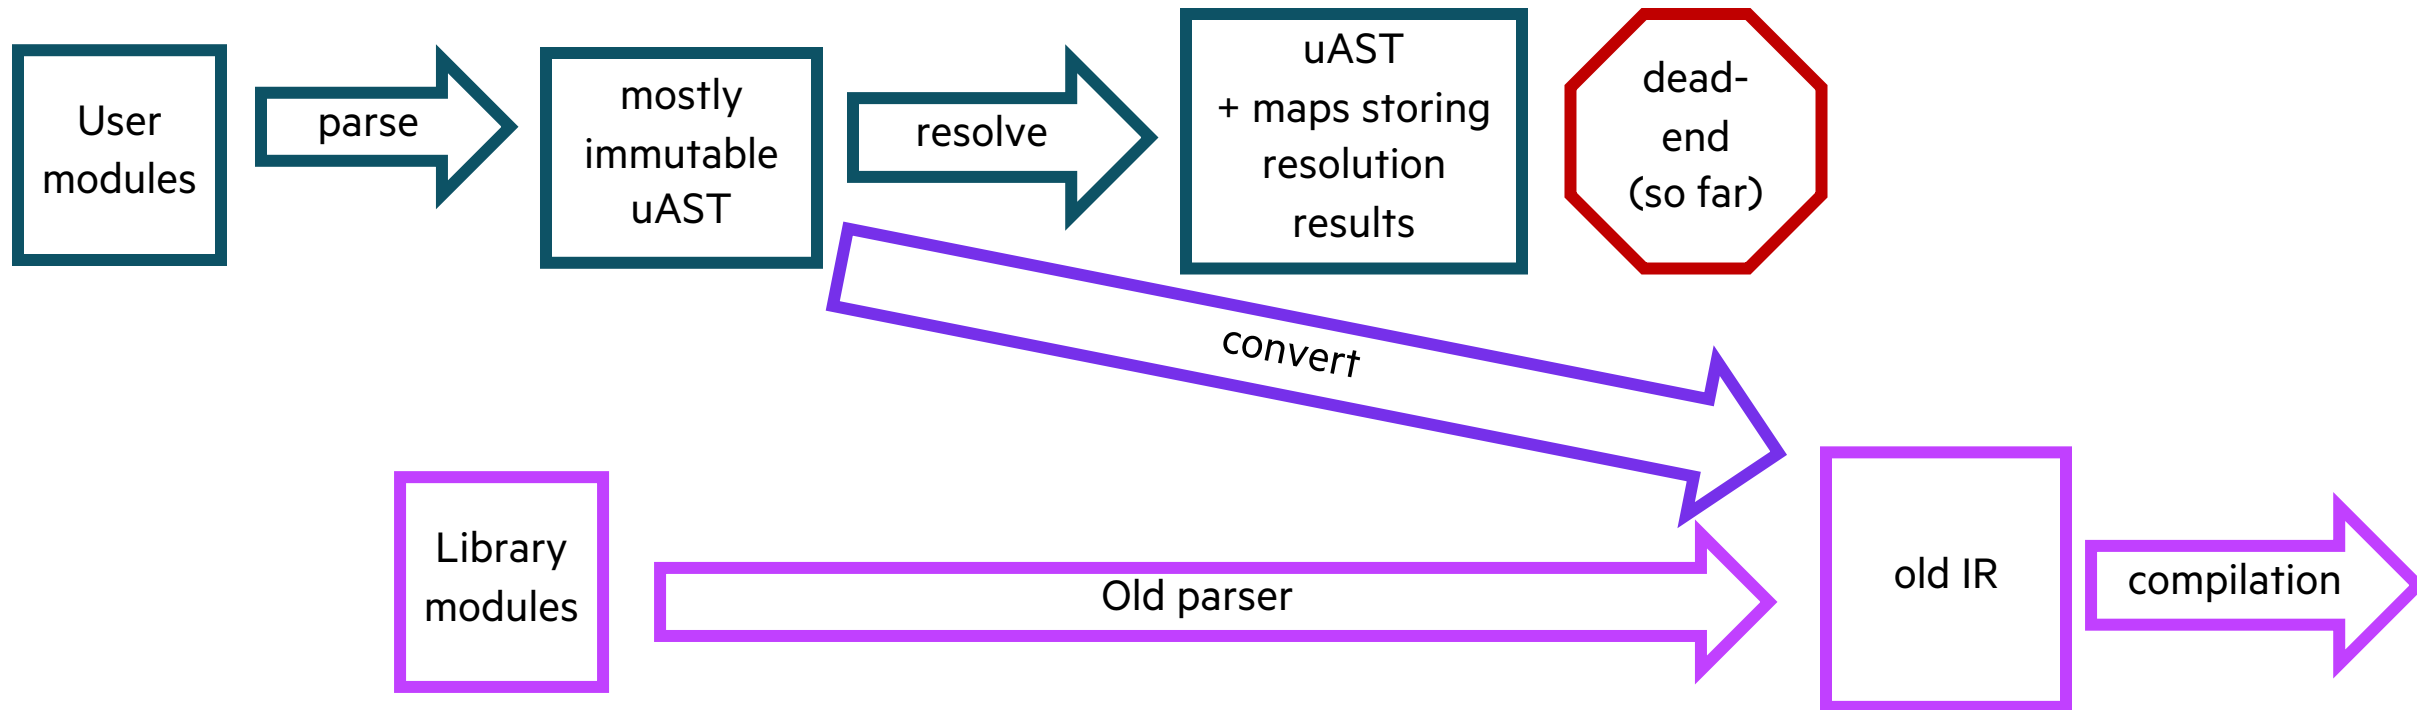 User
modules
parse
mostly
immutable
uAST
resolve
uAST
+ maps storing
resolution
results
dead-
end
(so far)
convert
Library
modules
Old parser
old IR
compilation